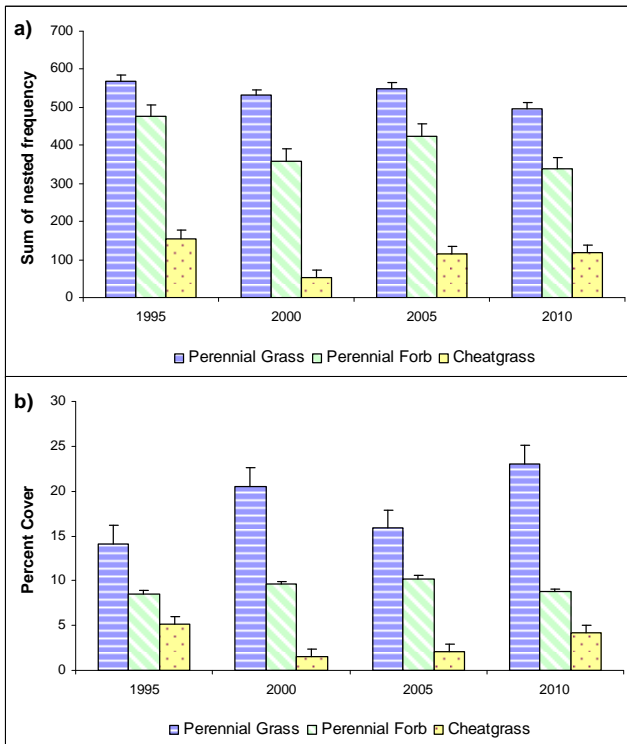 a)
Sum of nested frequency
700
600
500
400
300
200
100
0
1995 2000 2005 2010
Perennial Grass Perennial Forb Cheatgrass
b)
Percent Cover
30
25
20
15
10
5
0
1995 2000 2005 2010
Perennial Grass Perennial Forb Cheatgrass